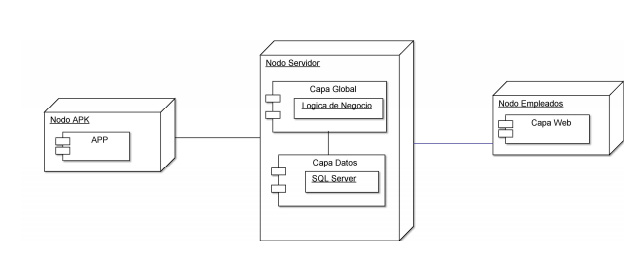 Nodo APK
APP
Nodo Servidor
Capa Global
Logica de Negocio
Capa Datos
SQL Server
Nodo Empleados
Capa Web